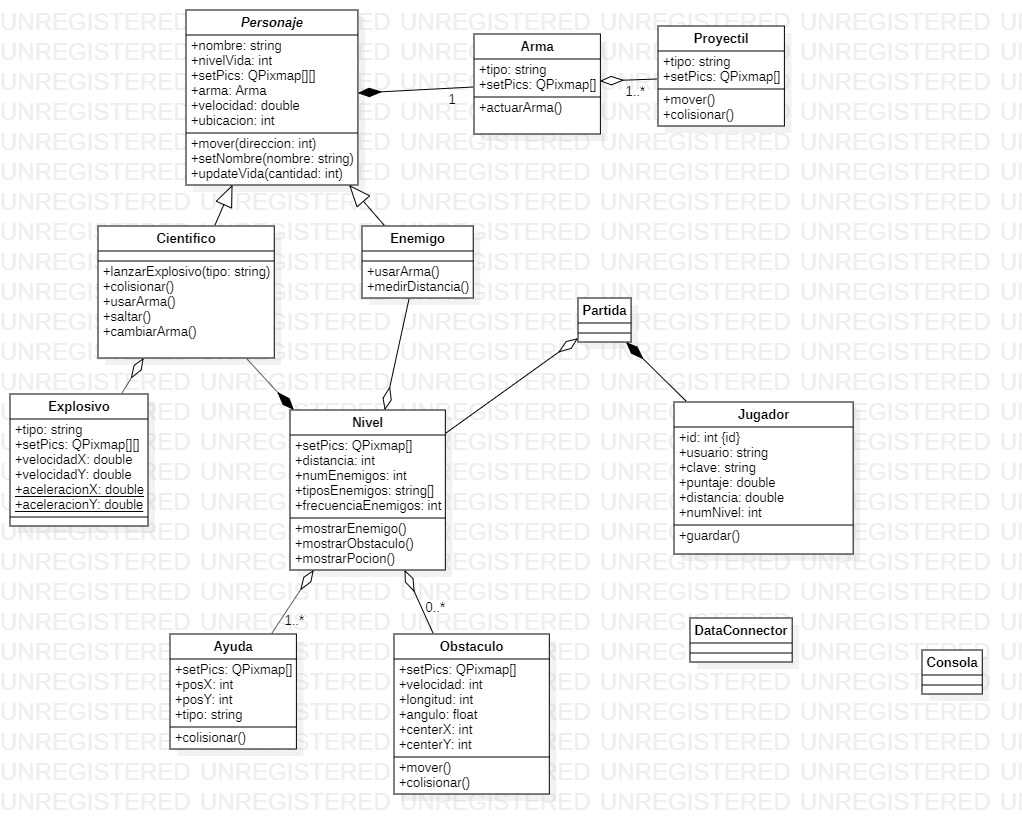 Personaje
+nombre: string
+nivelVida: int
+setPics: QPixmap[][]
+arma: Arma
+velocidad: double
+ubicacion: int
+mover(direccion: int)
+setNombre(nombre: string)
+updateVida(cantidad: int)
1
Arma
+tipo: string
+setPics: QPixmap[]
+actuarArma()
1..*
Proyectil
+tipo: string
+setPics: QPixmap[]
+mover()
+colisionar()
Cientifico
+lanzarExplosivo(tipo: string)
+colisionar()
+usarArma()
+saltar()
+cambiarArma()
Enemigo
+usarArma()
+medirDistancia()
Partida
Explosivo
+tipo: string
+setPics: QPixmap[][]
+velocidadX: double
+velocidadY: double
+aceleracionX: double
+aceleracionY: double
Nivel
+setPics: QPixmap[]
+distancia: int
+numEnemigos: int
+tiposEnemigos: string[]
+frecuenciaEnemigos: int
+mostrarEnemigo()
+mostrarObstaculo()
+mostrarPocion()
Jugador
+id: int {id}
+usuario: string
+clave: string
+puntaje: double
+distancia: double
+numNivel: int
+guardar()
1..*
0..*
Ayuda
+setPics: QPixmap[]
+posX: int
+posY: int
+tipo: string
+colisionar()
Obstaculo
+setPics: QPixmap[]
+velocidad: int
+longitud: int
+angulo: float
+centerX: int
+centerY: int
+mover()
+colisionar()
DataConnector
Consola
UNREGISTERED UNREGISTERED UNREGISTERED UNREGISTERED UNREGISTERED